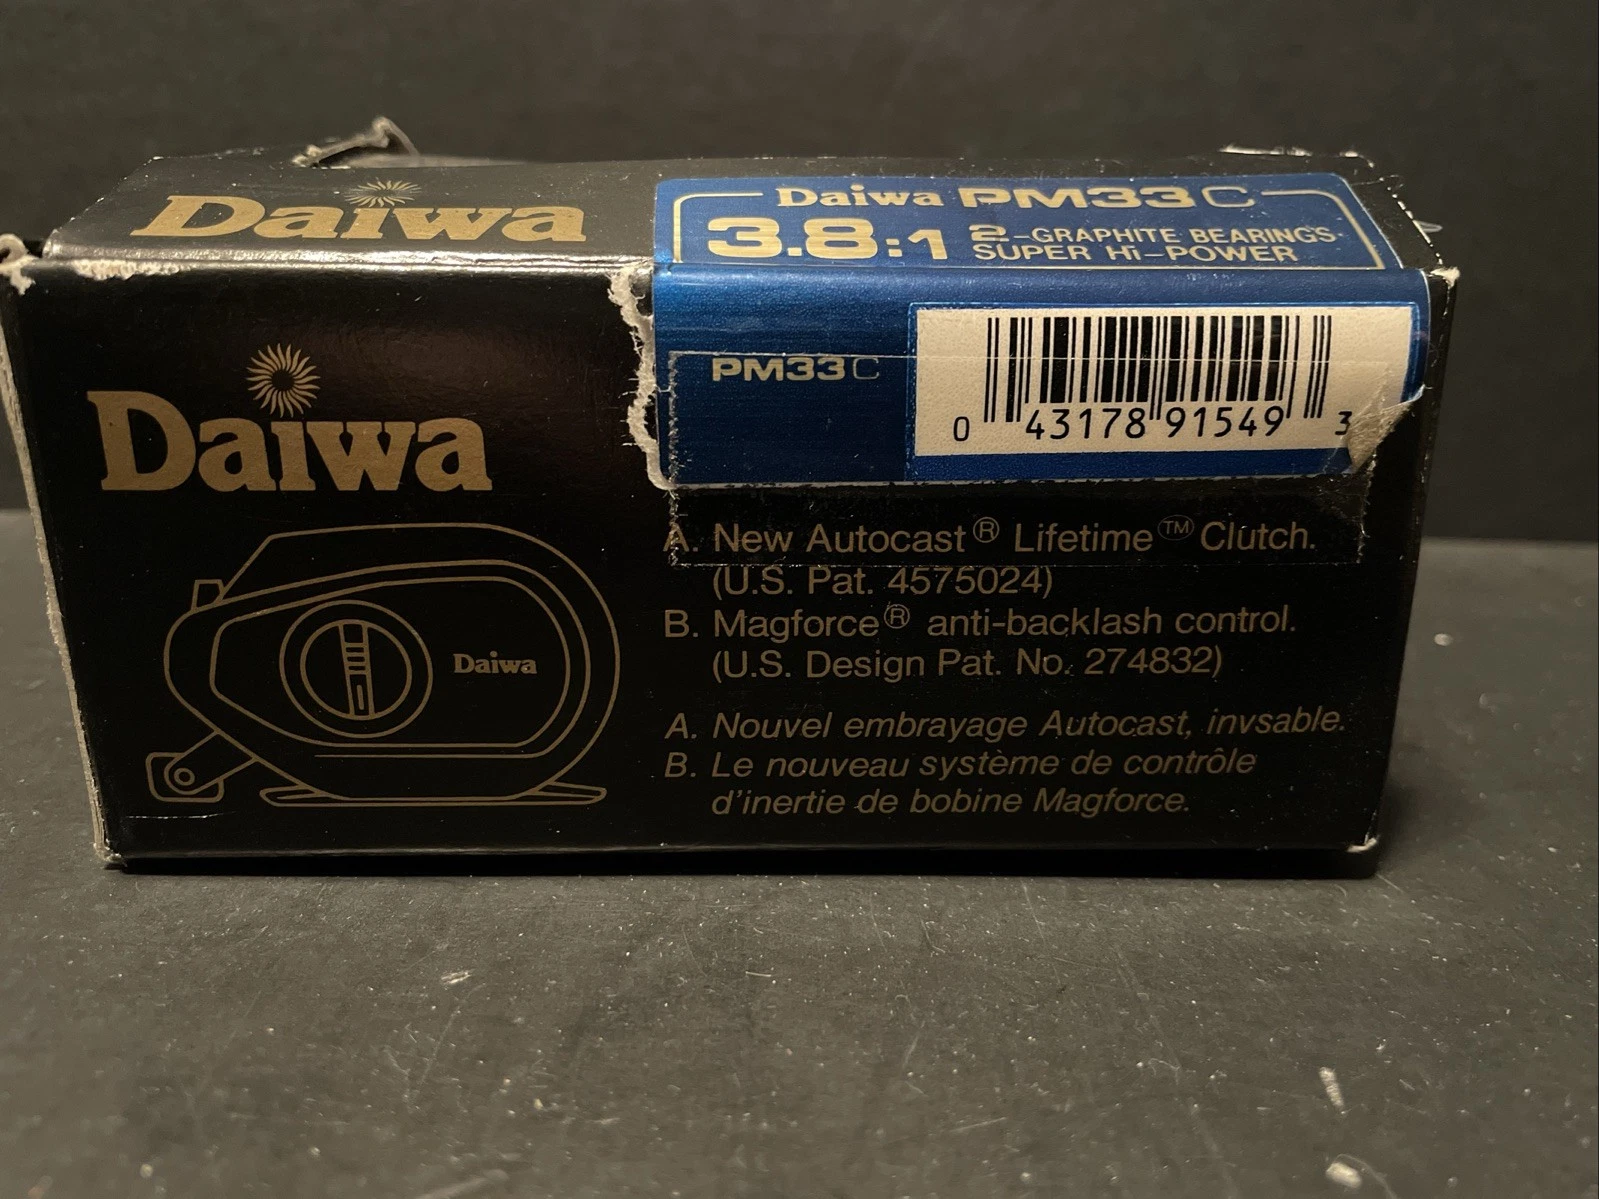 Daiwa
Daiwa PM33C
3.8:1 2-GRAPHITE BEARINGS
SUPER Hi-POWER
Daiwa
PM33C
0 43178 91549 3
Daiwa
A. New Autocast® Lifetime™ Clutch.
(U.S. Pat. 4575024)
B. Magforce® anti-backlash control.
(U.S. Design Pat. No. 274832)
A. Nouvel embrayage Autocast, invsable.
B. Le nouveau système de contrôle
d'inertie de bobine Magforce.